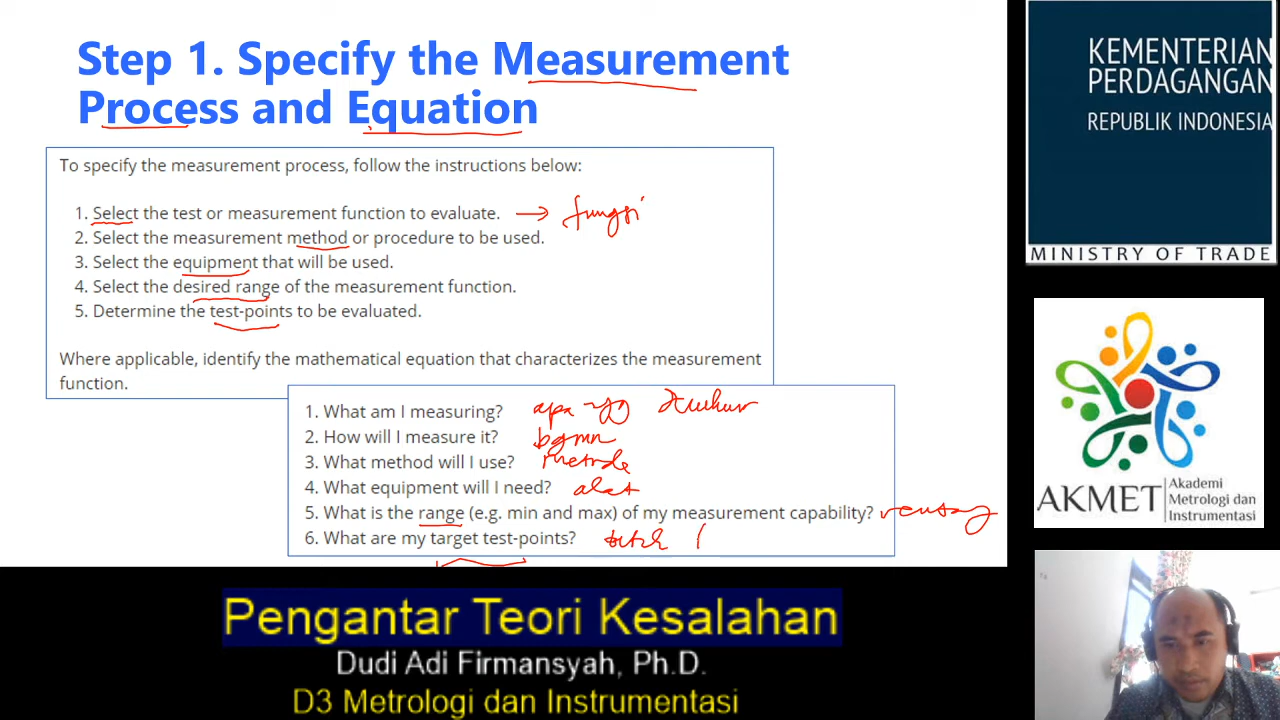 Step 1. Specify the Measurement
Process and Equation
To specify the measurement process, follow the instructions below:
1. Select the test or measurement function to evaluate. → fungsi
2. Select the measurement method or procedure to be used.
3. Select the equipment that will be used.
4. Select the desired range of the measurement function.
5. Determine the test-points to be evaluated.
Where applicable, identify the mathematical equation that characterizes the measurement
function.
1. What am I measuring? apa yg diukur
2. How will I measure it? bgmn
3. What method will I use? metode
4. What equipment will I need? alat
5. What is the range (e.g. min and max) of my measurement capability? rentang
6. What are my target test-points? titik
KEMENTERIAN
PERDAGANGAN
REPUBLIK INDONESIA
MINISTRY OF TRADE
AKMET
Akademi
Metrologi dan
Instrumentasi
Pengantar Teori Kesalahan
Dudi Adi Firmansyah, Ph.D.
D3 Metrologi dan Instrumentasi